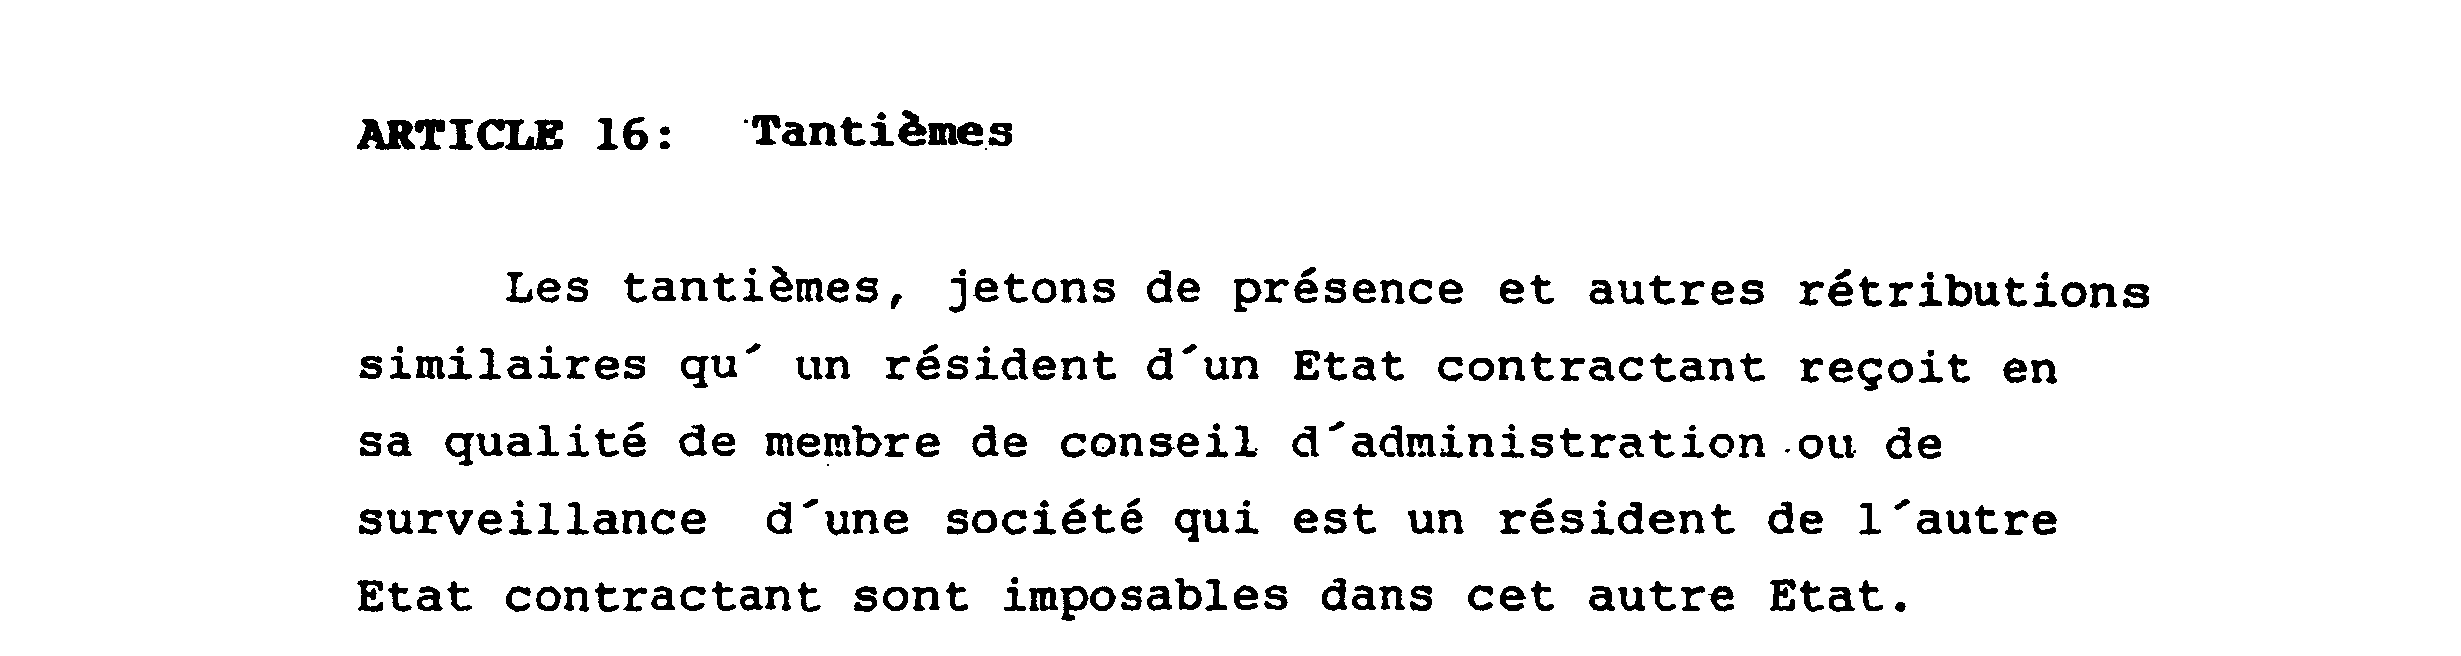 ARTICLE 16: Tantièmes
Les tantièmes, jetons de présence et autres rétributions
similaires qu´ un résident d´un Etat contractant reçoit en
sa qualité de membre de conseil d´administration ou de
surveillance d´une société qui est un résident de l´autre
Etat contractant sont imposables dans cet autre Etat.